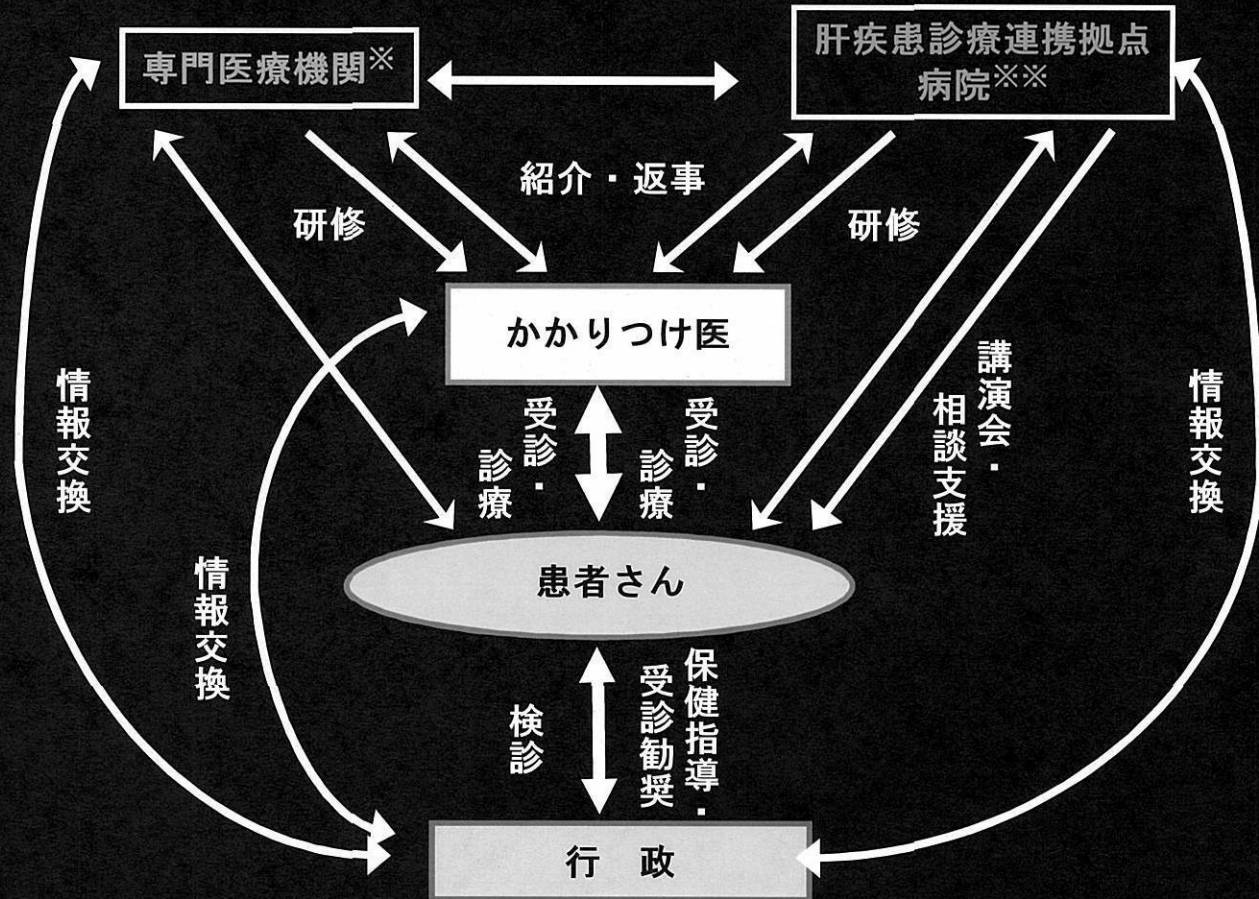 専門医療機関※
肝疾患診療連携拠点
病院※※
紹介・返事
研修
研修
かかりつけ医
情報交換
受診・
診療
受診・
診療
講演会・
相談支援
情報交換
情報交換
患者さん
検診
保健指導・
受診勧奨
行　政